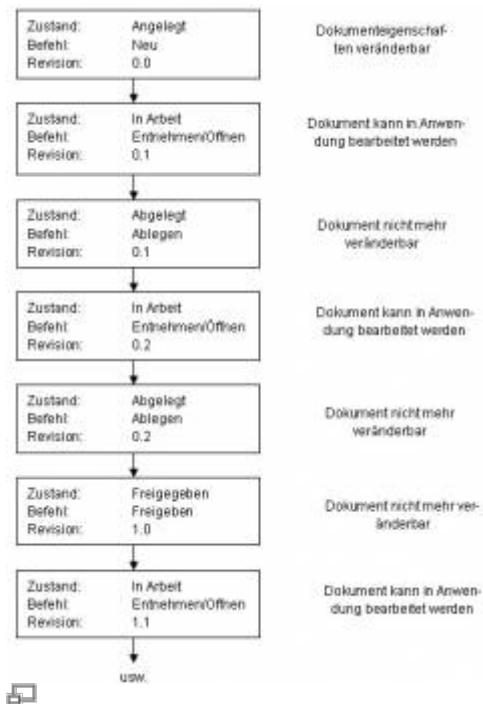 Zustand: Angelegt
Befehl: Neu
Revision: 0.0
Dokumenteigenschaf-
ten veränderbar
Zustand: In Arbeit
Befehl: Entnehmen/Öffnen
Revision: 0.1
Dokument kann in Anwen-
dung bearbeitet werden
Zustand: Abgelegt
Befehl: Ablegen
Revision: 0.1
Dokument nicht mehr
veränderbar
Zustand: In Arbeit
Befehl: Entnehmen/Öffnen
Revision: 0.2
Dokument kann in Anwen-
dung bearbeitet werden
Zustand: Abgelegt
Befehl: Ablegen
Revision: 0.2
Dokument nicht mehr
veränderbar
Zustand: Freigegeben
Befehl: Freigeben
Revision: 1.0
Dokument nicht mehr ver-
änderbar
Zustand: In Arbeit
Befehl: Entnehmen/Öffnen
Revision: 1.1
Dokument kann in Anwen-
dung bearbeitet werden
usw.